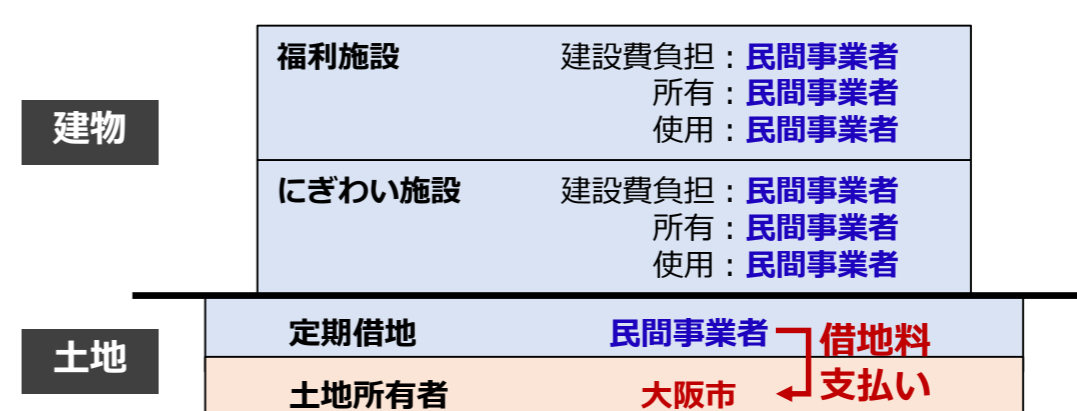 建物
福利施設 建設費負担：民間事業者
所有：民間事業者
使用：民間事業者
にぎわい施設 建設費負担：民間事業者
所有：民間事業者
使用：民間事業者
土地
定期借地 民間事業者
土地所有者 大阪市
借地料
支払い